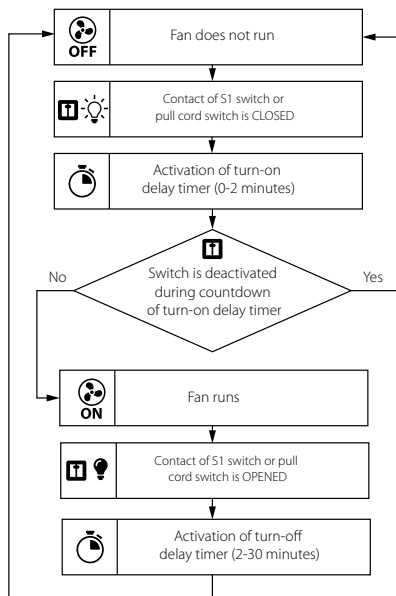 Fan does not run
OFF
Contact of S1 switch or
pull cord switch is CLOSED
Activation of turn-on
delay timer (0-2 minutes)
No
Switch is deactivated
during countdown
of turn-on delay timer
Yes
Fan runs
ON
Contact of S1 switch or pull
cord switch is OPENED
Activation of turn-off
delay timer (2-30 minutes)